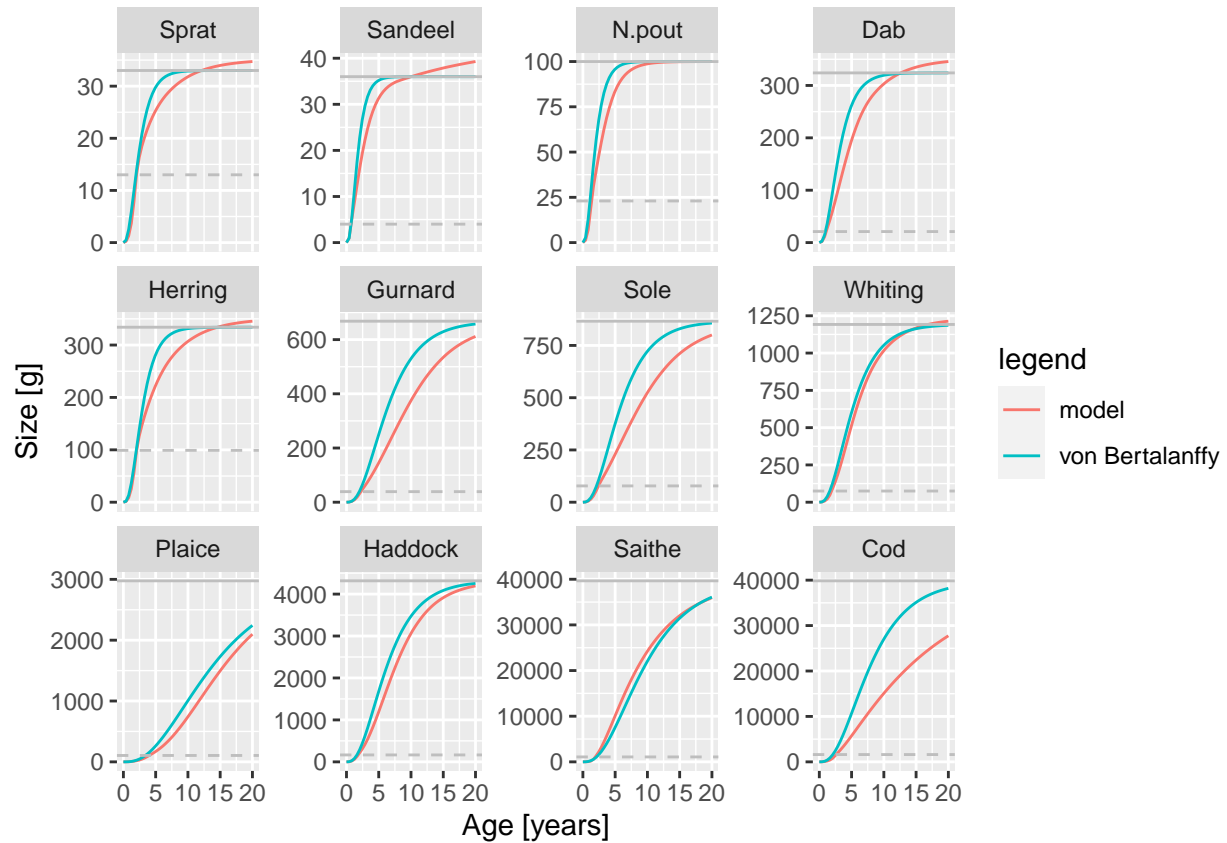 Sprat Sandeel N.pout Dab
30 20 10 0
40 30 20 10 0
100 75 50 25 0
300 200 100 0
Herring Gurnard Sole Whiting
300 200 100 0
600 400 200 0
750 500 250 0
1250 1000 750 500 250 0
Plaice Haddock Saithe Cod
3000 2000 1000 0
4000 3000 2000 1000 0
40000 30000 20000 10000 0
40000 30000 20000 10000 0
0 5 10 15 20 0 5 10 15 20 0 5 10 15 20 0 5 10 15 20
Age [years]
Size [g]
legend
model
von Bertalanffy